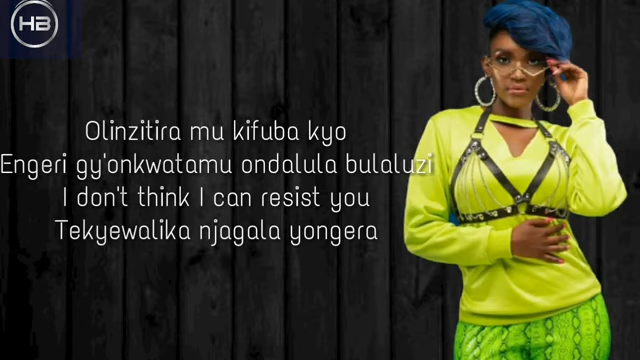 HB
Olinzitira mu kifuba kyo
Engeri gy'onkwatamu ondalula bulaluzi
I don't think I can resist you
Tekyewalika njagala yongera